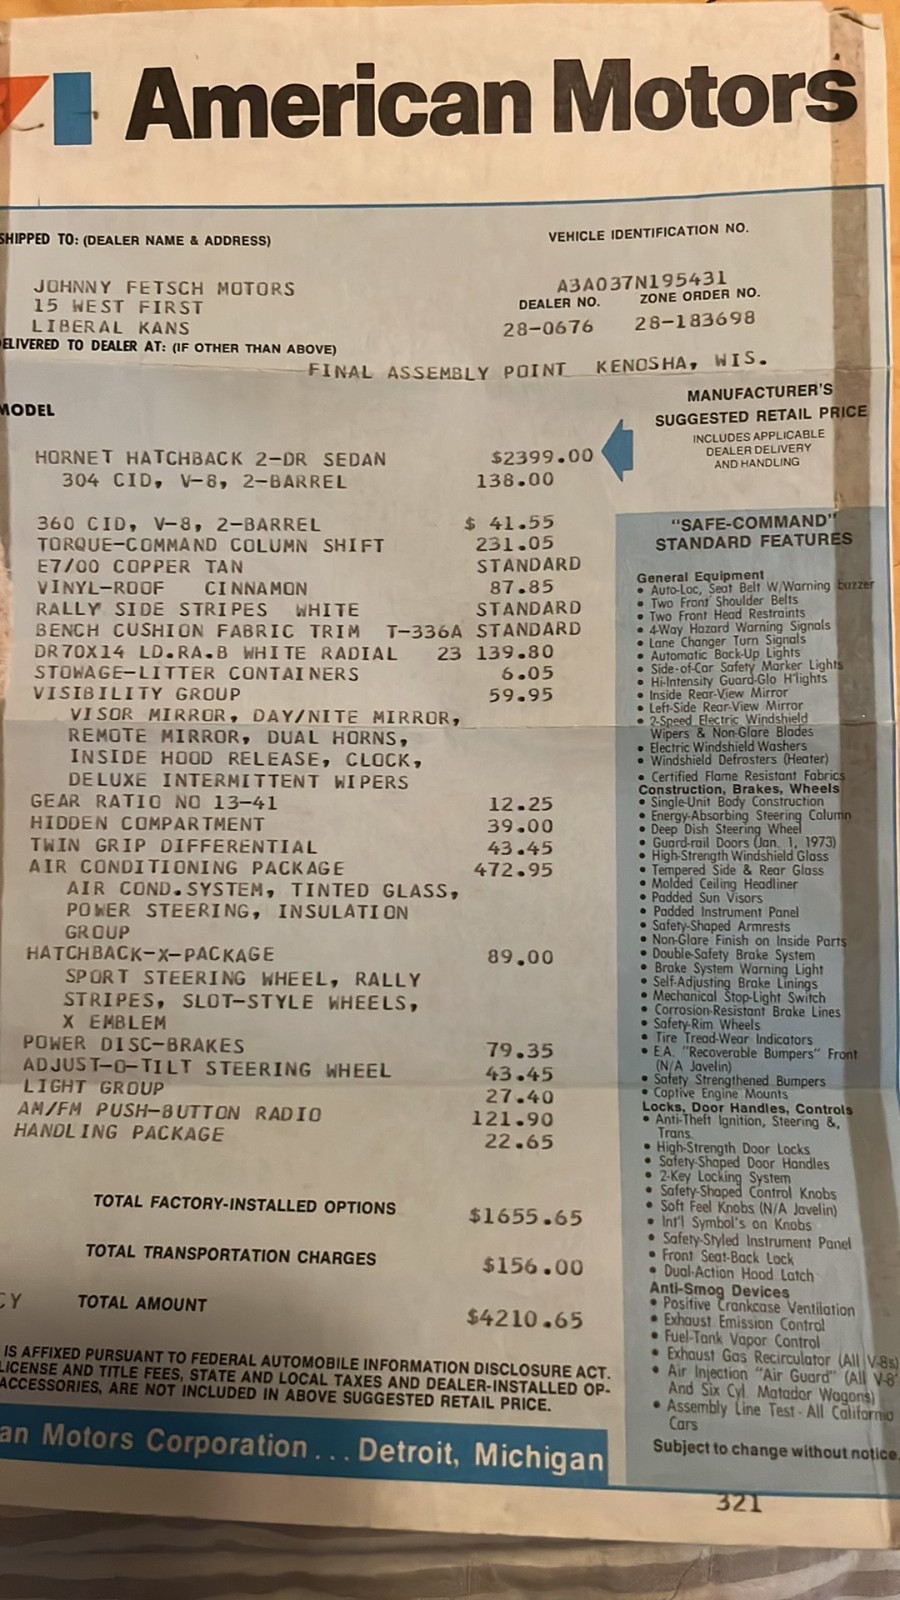 American Motors
SHIPPED TO: (DEALER NAME & ADDRESS)
VEHICLE IDENTIFICATION NO.
JOHNNY FETSCH MOTORS
15 WEST FIRST
LIBERAL KANS
A3A037N195431
DEALER NO. ZONE ORDER NO.
28-0676 28-183698
DELIVERED TO DEALER AT: (IF OTHER THAN ABOVE)
FINAL ASSEMBLY POINT KENOSHA, WIS.
MODEL
MANUFACTURER'S
SUGGESTED RETAIL PRICE
INCLUDES APPLICABLE
DEALER DELIVERY
AND HANDLING
HORNET HATCHBACK 2-DR SEDAN $2399.00
304 CID, V-8, 2-BARREL 138.00
360 CID, V-8, 2-BARREL $ 41.55
TORQUE-COMMAND COLUMN SHIFT 231.05
E7/00 COPPER TAN STANDARD
VINYL-ROOF CINNAMON 87.85
RALLY SIDE STRIPES WHITE STANDARD
BENCH CUSHION FABRIC TRIM T-336A STANDARD
DR70X14 LD.RA.B WHITE RADIAL 23 139.80
STOWAGE-LITTER CONTAINERS 6.05
VISIBILITY GROUP 59.95
VISOR MIRROR, DAY/NITE MIRROR,
REMOTE MIRROR, DUAL HORNS,
INSIDE HOOD RELEASE, CLOCK,
DELUXE INTERMITTENT WIPERS
GEAR RATIO NO 13-41 12.25
HIDDEN COMPARTMENT 39.00
TWIN GRIP DIFFERENTIAL 43.45
AIR CONDITIONING PACKAGE 472.95
AIR COND.SYSTEM, TINTED GLASS,
POWER STEERING, INSULATION
GROUP
HATCHBACK-X-PACKAGE 89.00
SPORT STEERING WHEEL, RALLY
STRIPES, SLOT-STYLE WHEELS,
X EMBLEM
POWER DISC-BRAKES 79.35
ADJUST-O-TILT STEERING WHEEL 43.45
LIGHT GROUP 27.40
AM/FM PUSH-BUTTON RADIO 121.90
HANDLING PACKAGE 22.65
TOTAL FACTORY-INSTALLED OPTIONS $1655.65
TOTAL TRANSPORTATION CHARGES $156.00
CY TOTAL AMOUNT $4210.65
IS AFFIXED PURSUANT TO FEDERAL AUTOMOBILE INFORMATION DISCLOSURE ACT.
LICENSE AND TITLE FEES, STATE AND LOCAL TAXES AND DEALER-INSTALLED OP-
ACCESSORIES, ARE NOT INCLUDED IN ABOVE SUGGESTED RETAIL PRICE.
an Motors Corporation... Detroit, Michigan
"SAFE-COMMAND"
STANDARD FEATURES
General Equipment
• Auto-Loc, Seat Belt W/Warning buzzer
• Two Front Shoulder Belts
• Two Front Head Restraints
• 4-Way Hazard Warning Signals
• Lane Changer Turn Signals
• Automatic Back-Up Lights
• Side-of-Car Safety Marker Lights
• Hi-Intensity Guard-Glo H'lights
• Inside Rear-View Mirror
• Left-Side Rear-View Mirror
• 2-Speed Electric Windshield
Wipers & Non-Glare Blades
• Electric Windshield Washers
• Windshield Defrosters (Heater)
• Certified Flame Resistant Fabrics
Construction, Brakes, Wheels
• Single-Unit Body Construction
• Energy-Absorbing Steering Column
• Deep Dish Steering Wheel
• Guard-rail Doors (Jan. 1, 1973)
• High-Strength Windshield Glass
• Tempered Side & Rear Glass
• Molded Ceiling Headliner
• Padded Sun Visors
• Padded Instrument Panel
• Safety-Shaped Armrests
• Non-Glare Finish on Inside Parts
• Double-Safety Brake System
• Brake System Warning Light
• Self-Adjusting Brake Linings
• Mechanical Stop-Light Switch
• Corrosion-Resistant Brake Lines
• Safety-Rim Wheels
• Tire Tread-Wear Indicators
• E.A. "Recoverable Bumpers" Front
(N/A Javelin)
• Safety Strengthened Bumpers
• Captive Engine Mounts
Locks, Door Handles, Controls
• Anti-Theft Ignition, Steering &,
Trans.
• High-Strength Door Locks
• Safety-Shaped Door Handles
• 2-Key Locking System
• Safety-Shaped Control Knobs
• Soft Feel Knobs (N/A Javelin)
• Int'l Symbol's on Knobs
• Safety-Styled Instrument Panel
• Front Seat-Back Lock
• Dual-Action Hood Latch
Anti-Smog Devices
• Positive Crankcase Ventilation
• Exhaust Emission Control
• Fuel-Tank Vapor Control
• Exhaust Gas Recirculator (All V-8s)
• Air Injection "Air Guard" (All V-8's
And Six Cyl. Matador Wagons)
• Assembly Line Test - All California
Cars
Subject to change without notice.
321